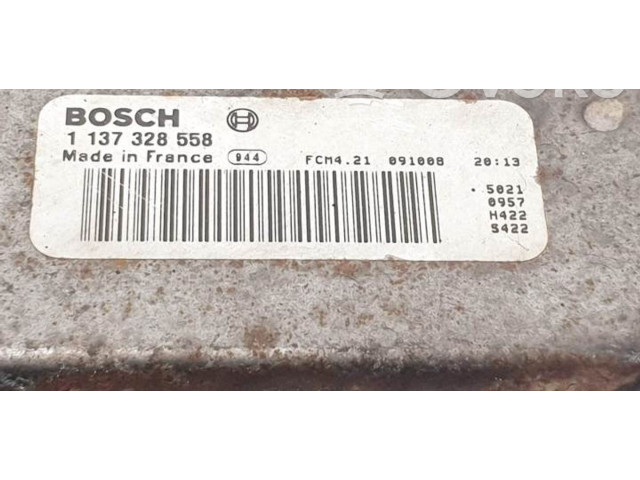 BOSCH
1 137 328 558
Made in France 944 FCM4.21 091008 20:13
.5021
0957
H422
S422